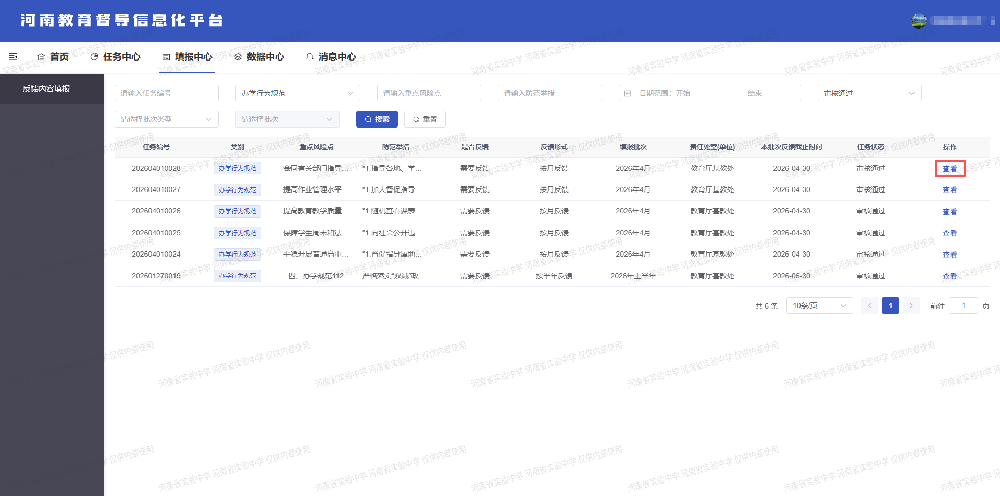 河南教育督导信息化平台
首页 任务中心 填报中心 数据中心 消息中心
反馈内容填报
请输入任务编号 办学行为规范 请输入重点风险点 请输入防范举措 日期范围：开始 - 结束 审核通过
请选择批次类型 请选择批次 搜索 重置
任务编号 类别 重点风险点 防范举措 是否反馈 反馈形式 填报批次 责任处室(单位) 本批次反馈截止时间 任务状态 操作
202604010028 办学行为规范 会同有关部门指导... "1.指导各地、学... 需要反馈 按月反馈 2026年4月 教育厅基教处 2026-04-30 审核通过 查看
202604010027 办学行为规范 提高作业管理水平... "1.加大督促指导... 需要反馈 按月反馈 2026年4月 教育厅基教处 2026-04-30 审核通过 查看
202604010026 办学行为规范 提高教育教学质量... "1.随机查看课表... 需要反馈 按月反馈 2026年4月 教育厅基教处 2026-04-30 审核通过 查看
202604010025 办学行为规范 保障学生周末和法... "1.向社会公开违... 需要反馈 按月反馈 2026年4月 教育厅基教处 2026-04-30 审核通过 查看
202604010024 办学行为规范 平稳开展普通高中... "1.督促指导属地... 需要反馈 按月反馈 2026年4月 教育厅基教处 2026-04-30 审核通过 查看
202601270019 办学行为规范 四、办学规范112 严格落实“双减”政... 需要反馈 按半年反馈 2026年上半年 教育厅基教处 2026-06-30 审核通过 查看
共 6 条 10条/页 1 前往 1 页
河南省实验中学 仅供内部使用